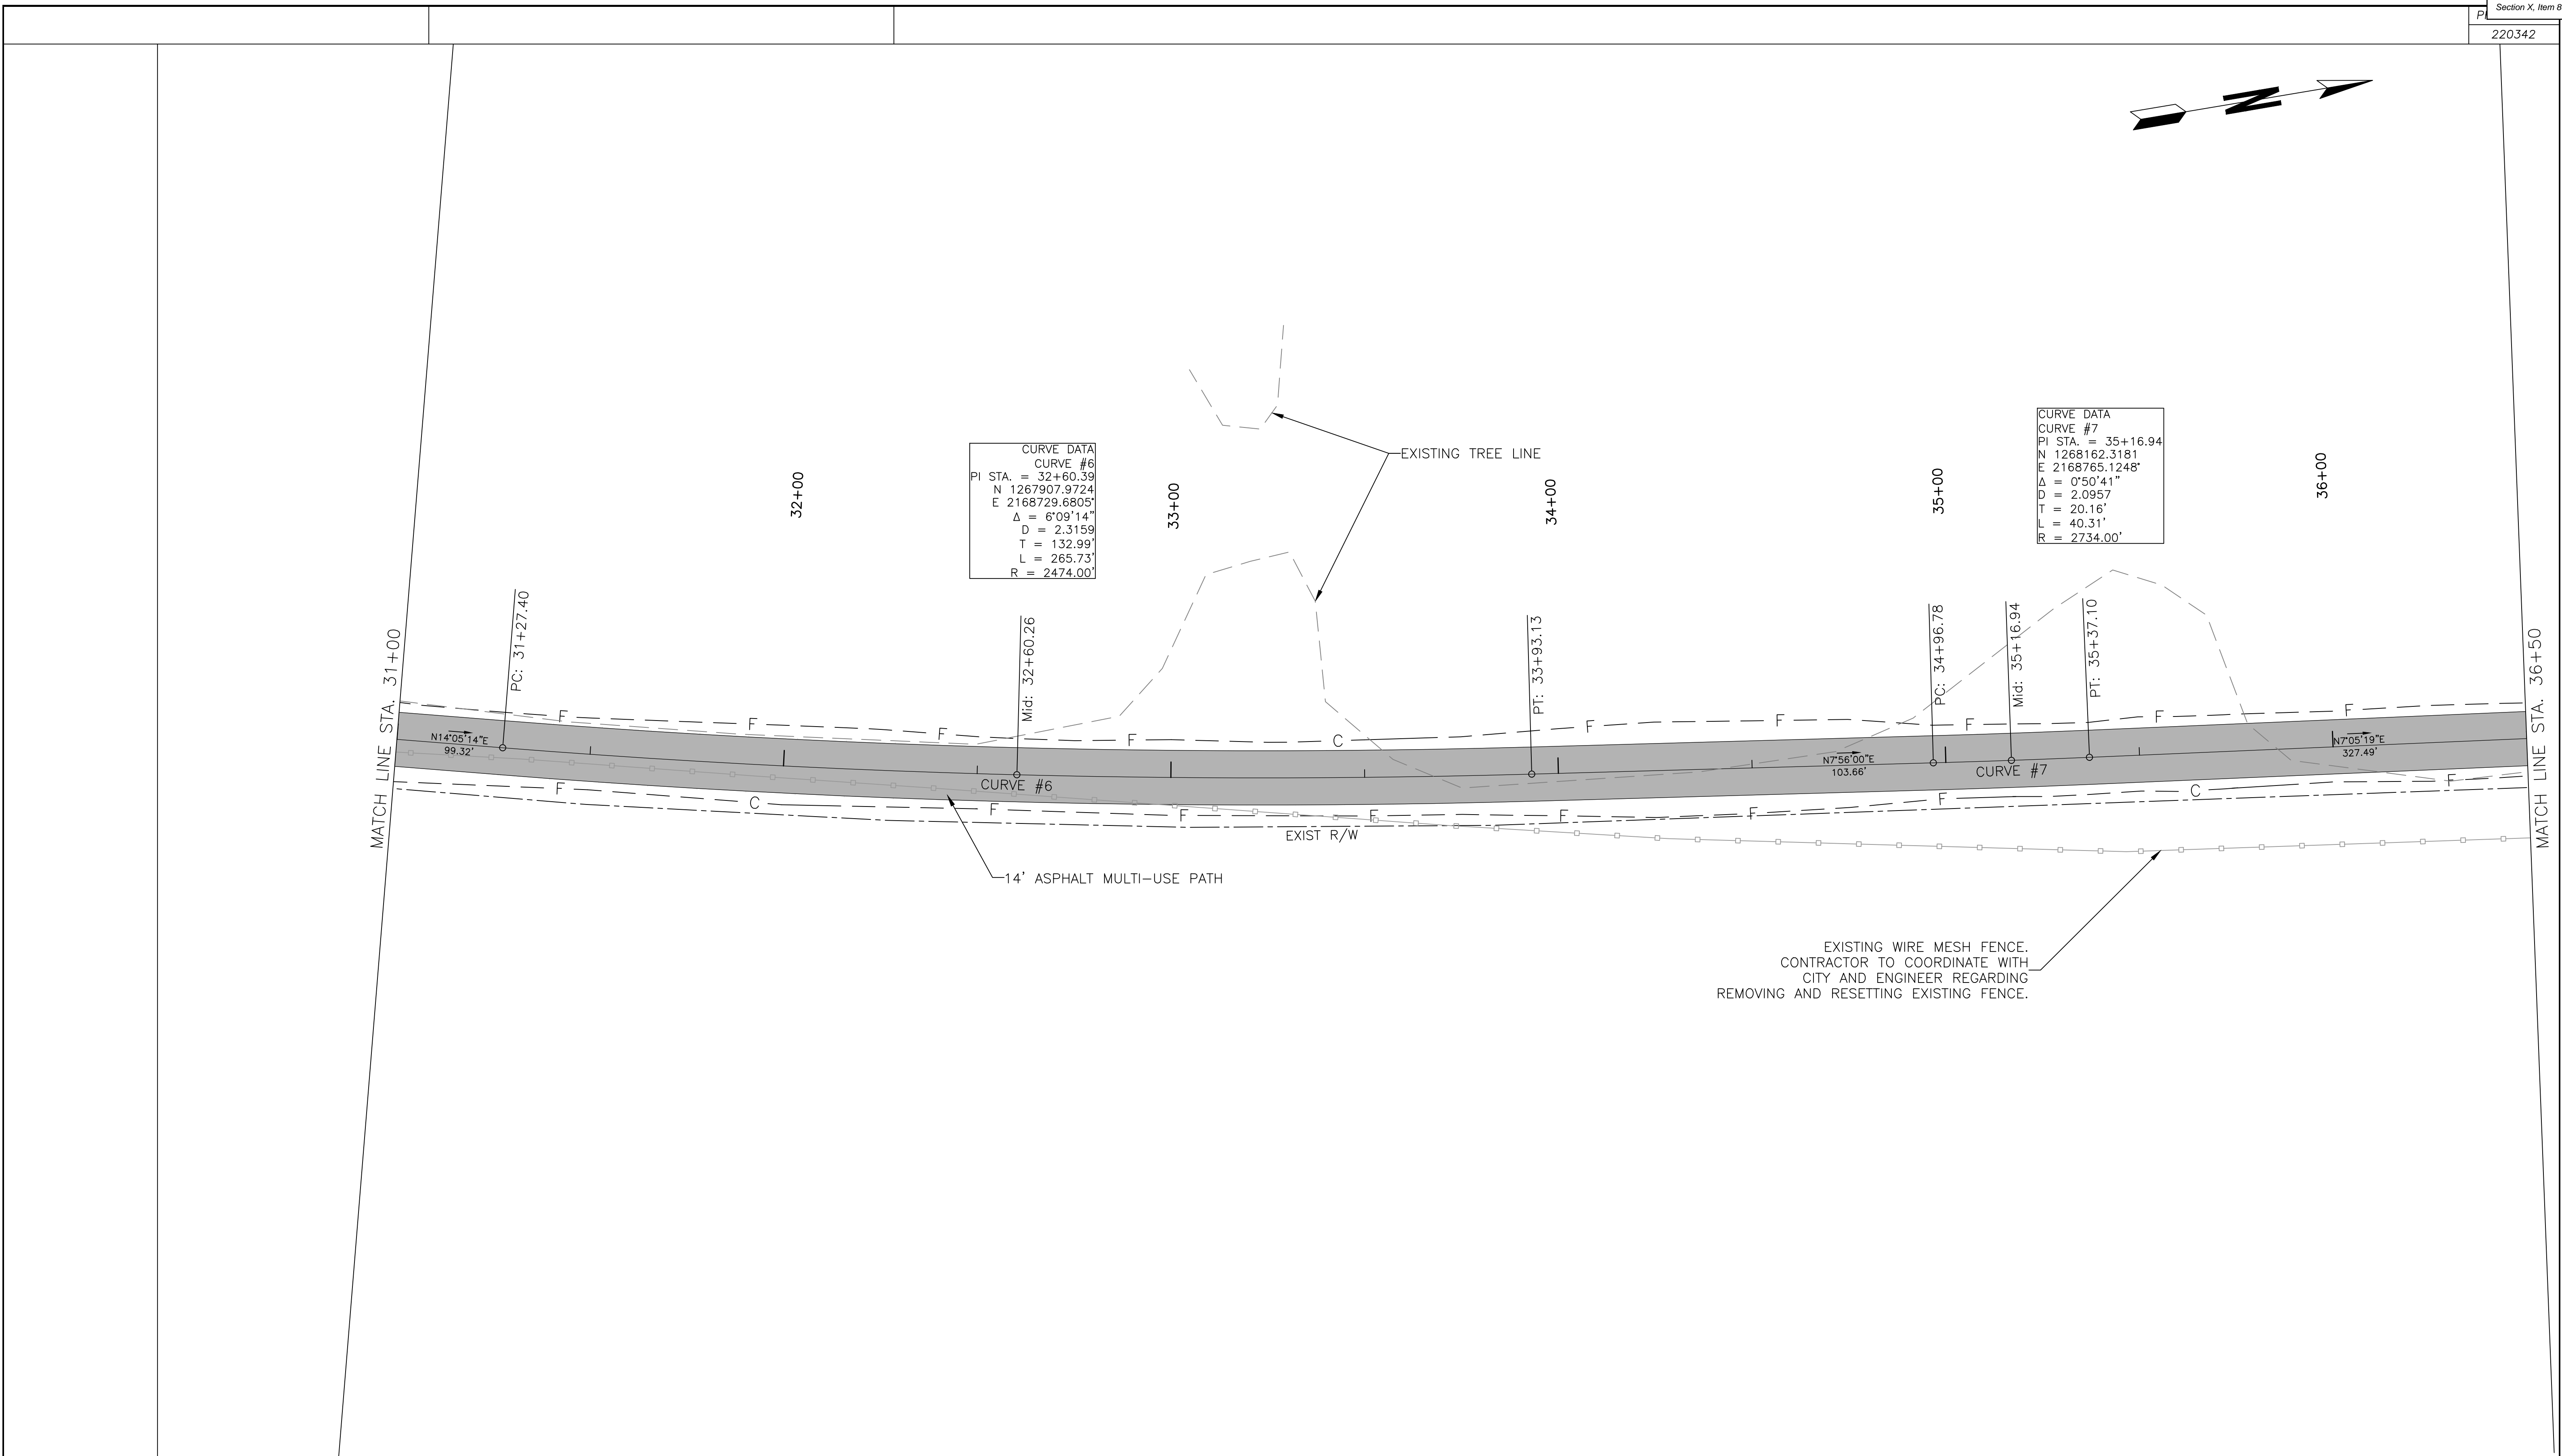 Section X, Item 8
220342
N
EXISTING TREE LINE
CURVE DATA
CURVE #6
PI STA. = 32+60.39
N 1267907.9724
E 2168729.6805"
Δ = 6°09'14"
D = 2.3159
T = 132.99'
L = 265.73'
R = 2474.00'
CURVE DATA
CURVE #7
PI STA. = 35+16.94
N 1268162.3181
E 2168765.1248"
Δ = 0°50'41"
D = 2.0957
T = 20.16'
L = 40.31'
R = 2734.00'
32+00
33+00
34+00
35+00
36+00
MATCH LINE STA. 31+00
PC: 31+27.40
Mid: 32+60.26
PT: 33+93.13
PC: 34+96.78
Mid: 35+16.94
PT: 35+37.10
MATCH LINE STA. 36+50
F F F F C F F F F F
N14°05'14"E
99.32'
CURVE #6
N7°56'00"E
103.66'
CURVE #7
N7°05'19"E
327.49'
F C F F F F F F C F
EXIST R/W
14' ASPHALT MULTI-USE PATH
EXISTING WIRE MESH FENCE.
CONTRACTOR TO COORDINATE WITH
CITY AND ENGINEER REGARDING
REMOVING AND RESETTING EXISTING FENCE.